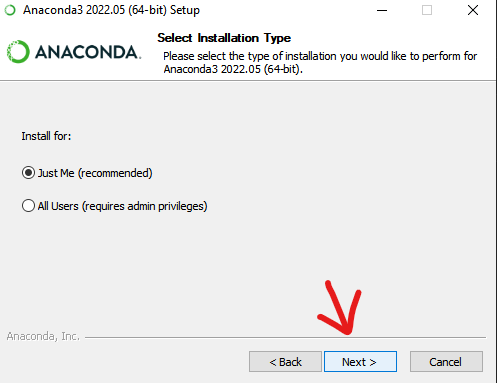 Anaconda3 2022.05 (64-bit) Setup
ANACONDA.
Select Installation Type
Please select the type of installation you would like to perform for
Anaconda3 2022.05 (64-bit).
Install for:
Just Me (recommended)
All Users (requires admin privileges)
Anaconda, Inc.
< Back
Next >
Cancel